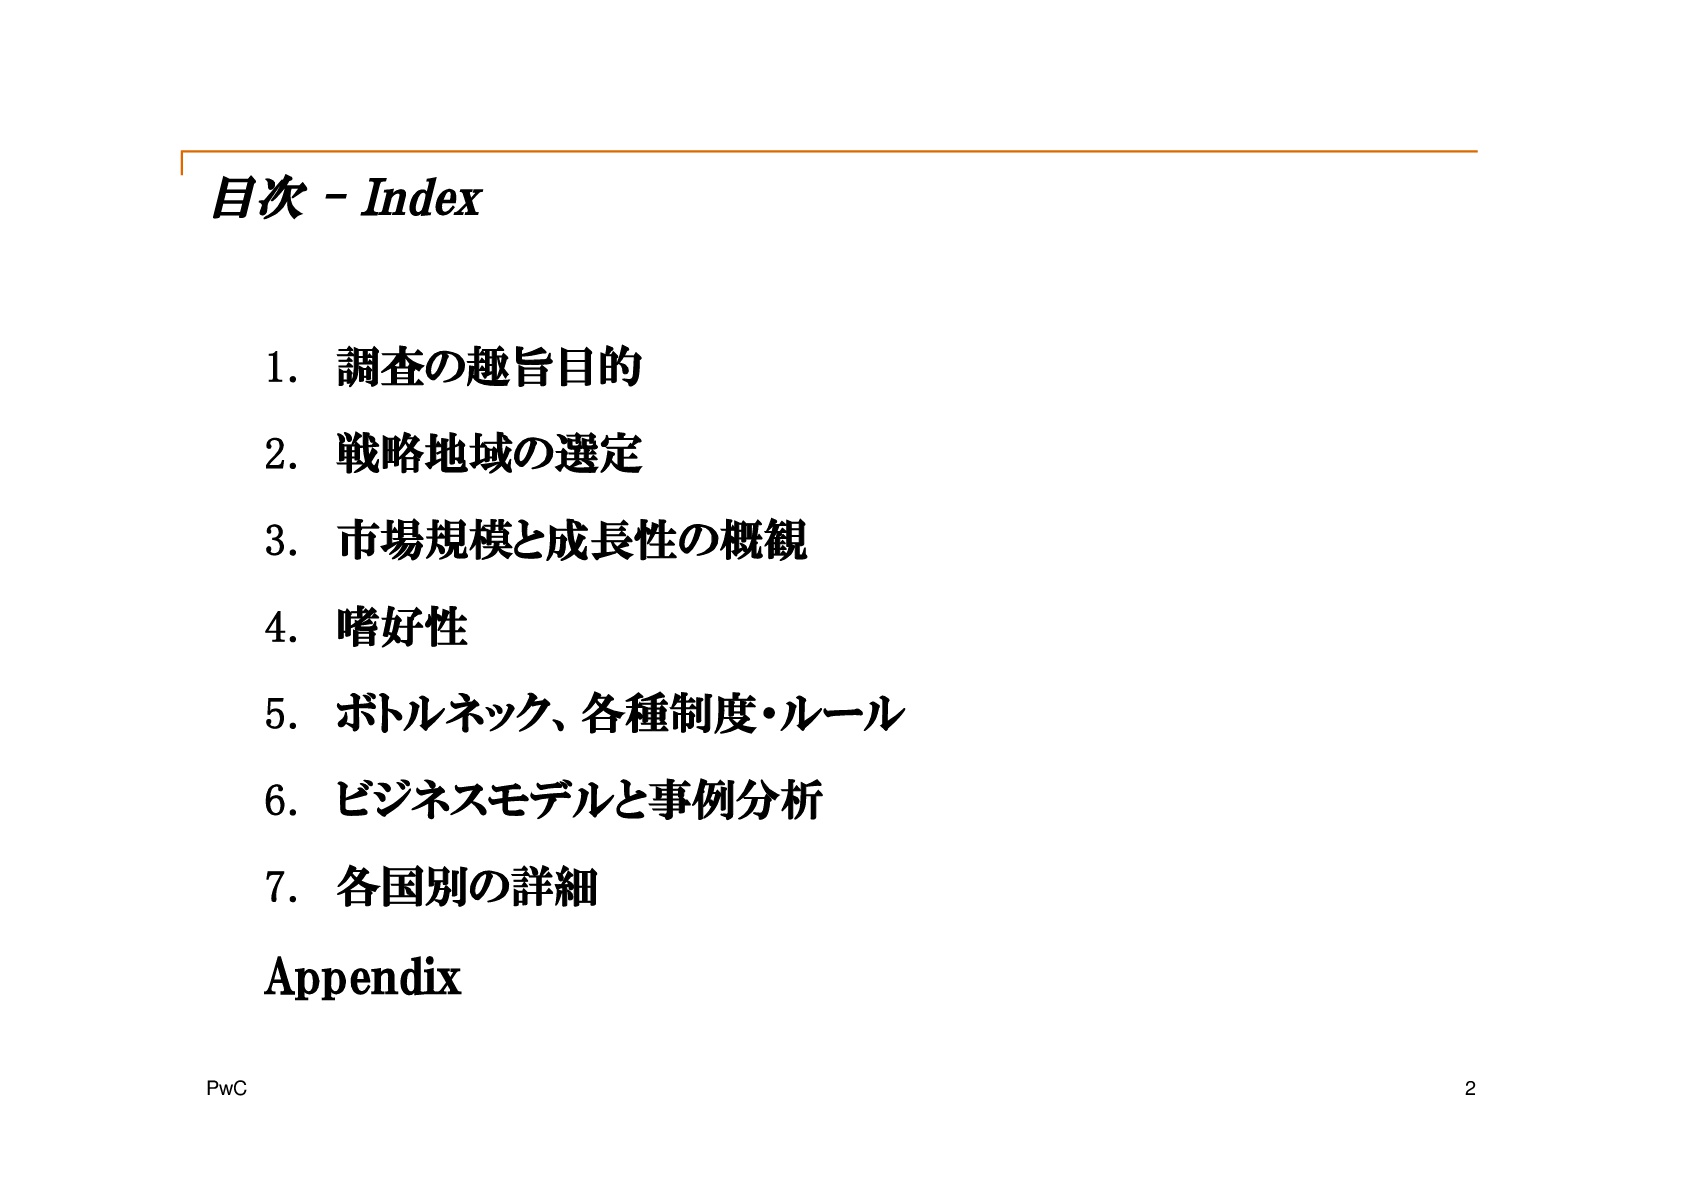 目次 – Index
1. 調査の趣旨目的
2. 戦略地域の選定
3. 市場規模と成長性の概観
4. 嗜好性
5. ボトルネック、各種制度・ルール
6. ビジネスモデルと事例分析
7. 各国別の詳細
Appendix
PwC
2